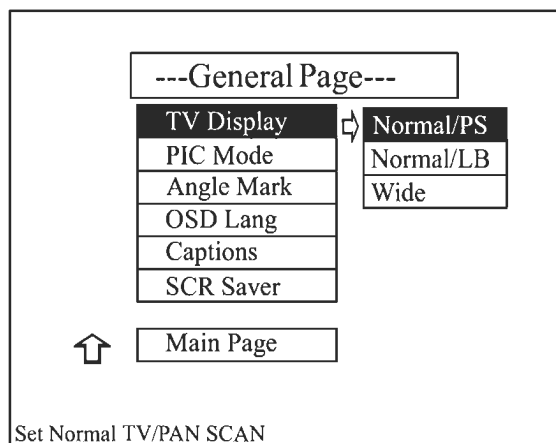 ---General Page---
TV Display
Normal/PS
PIC Mode
Normal/LB
Angle Mark
Wide
OSD Lang
Captions
SCR Saver
Main Page
Set Normal TV/PAN SCAN